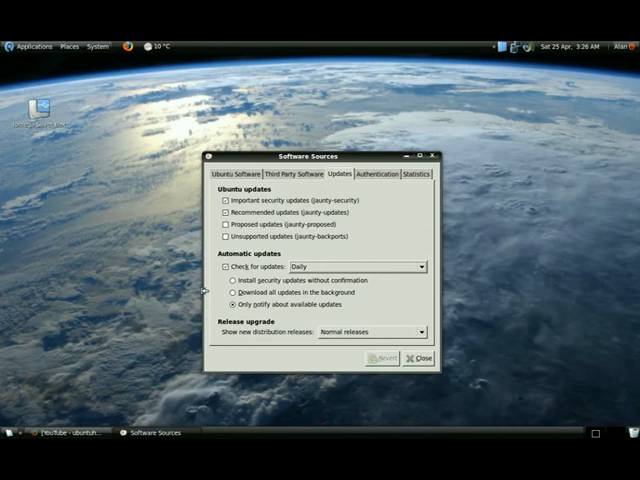 Applications Places System 10 °C Sat 25 Apr, 3:26 AM Alan
Software Sources
Ubuntu Software Third Party Software Updates Authentication Statistics
Ubuntu updates
Important security updates (jaunty-security)
Recommended updates (jaunty-updates)
Proposed updates (jaunty-proposed)
Unsupported updates (jaunty-backports)
Automatic updates
Check for updates: Daily
Install security updates without confirmation
Download all updates in the background
Only notify about available updates
Release upgrade
Show new distribution releases: Normal releases
Revert Close
[YouTube - ubuntuh... Software Sources